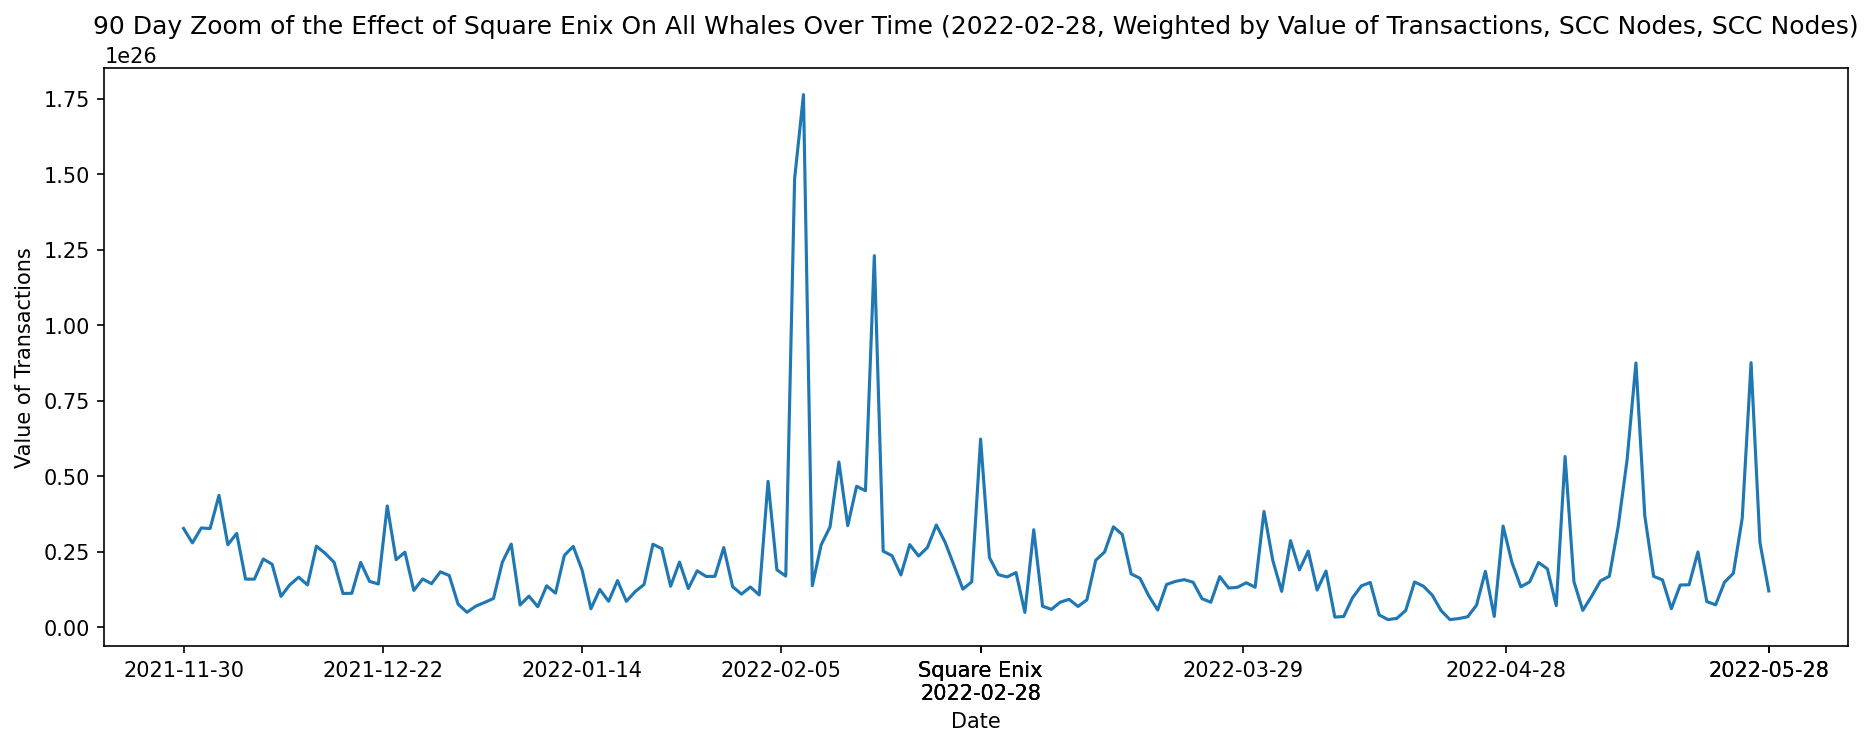 90 Day Zoom of the Effect of Square Enix On All Whales Over Time (2022-02-28, Weighted by Value of Transactions, SCC Nodes, SCC Nodes)
1e26
1.75
1.50
1.25
1.00
0.75
0.50
0.25
0.00
Value of Transactions
2021-11-30 2021-12-22 2022-01-14 2022-02-05 Square Enix 2022-03-29 2022-04-28 2022-05-28
2022-02-28
Date